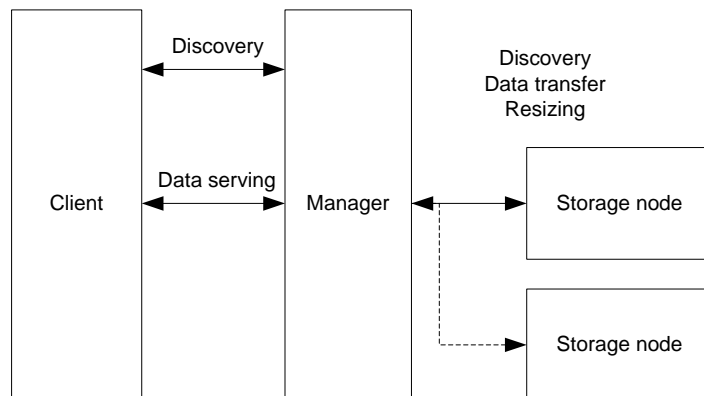 Discovery
Discovery
Data transfer
Resizing
Data serving
Client
Manager
Storage node
Storage node